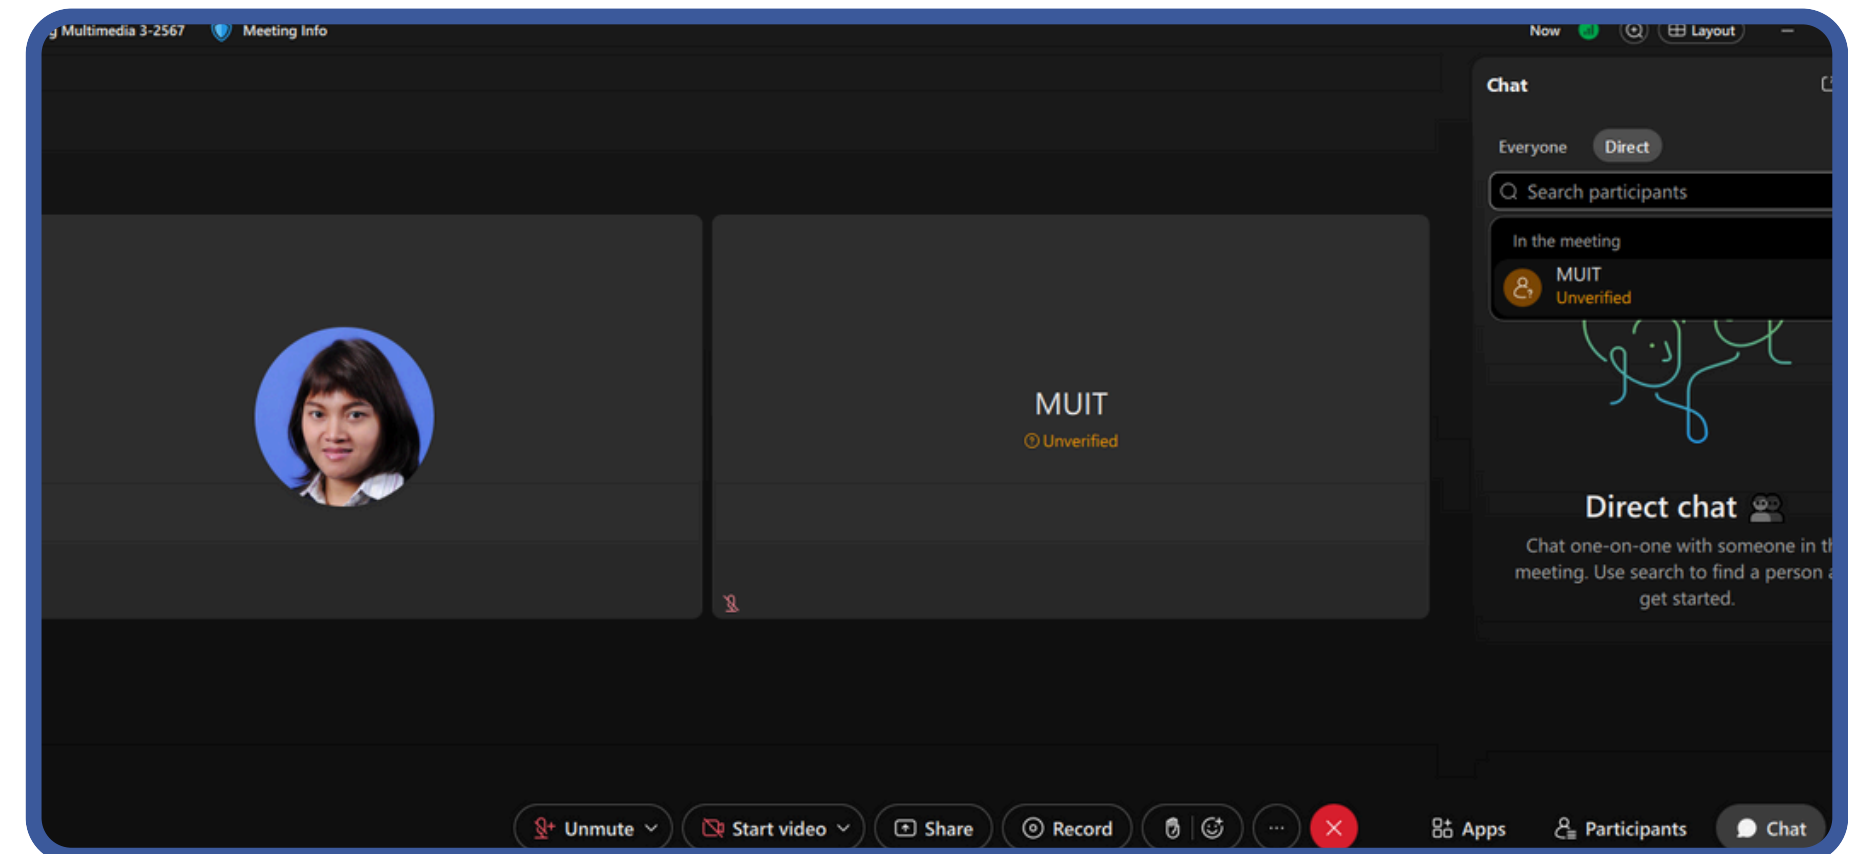 Multimedia 3-2567
Meeting Info
Now
Layout
Chat
Everyone
Direct
Search participants
In the meeting
MUIT
Unverified
MUIT
Unverified
Direct chat
Chat one-on-one with someone in
meeting. Use search to find a person
get started.
Unmute
Start video
Share
Record
Apps
Participants
Chat